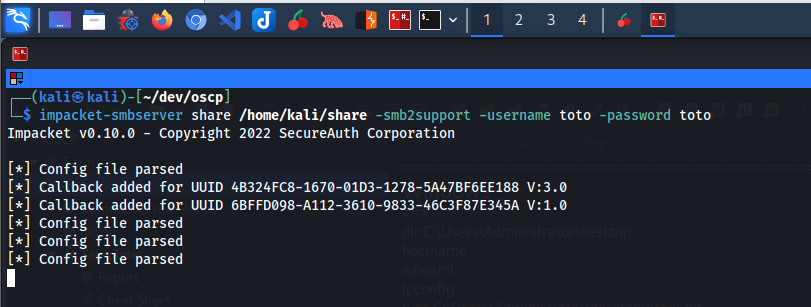 1 2 3 4
(kali㉿kali)-[~/dev/oscp]
$ impacket-smbserver share /home/kali/share -smb2support -username toto -password toto
Impacket v0.10.0 - Copyright 2022 SecureAuth Corporation
[*] Config file parsed
[*] Callback added for UUID 4B324FC8-1670-01D3-1278-5A47BF6EE188 V:3.0
[*] Callback added for UUID 6BFFD098-A112-3610-9833-46C3F87E345A V:1.0
[*] Config file parsed
[*] Config file parsed
[*] Config file parsed
dir C:\Users\Administrator\desktop
hostname
whoami
ipconfig
Report
Cheat Sheet